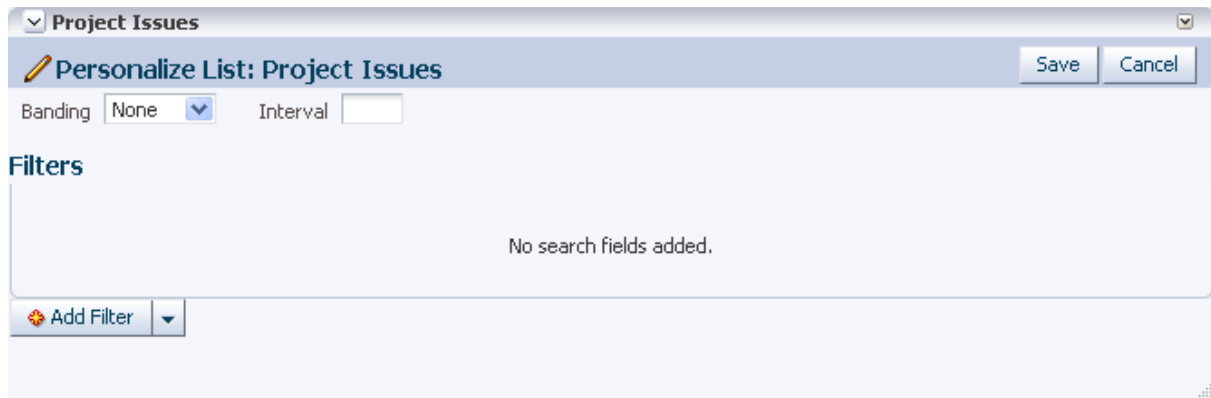 Project Issues
Personalize List: Project Issues
Save Cancel
Banding None Interval
Filters
No search fields added.
Add Filter